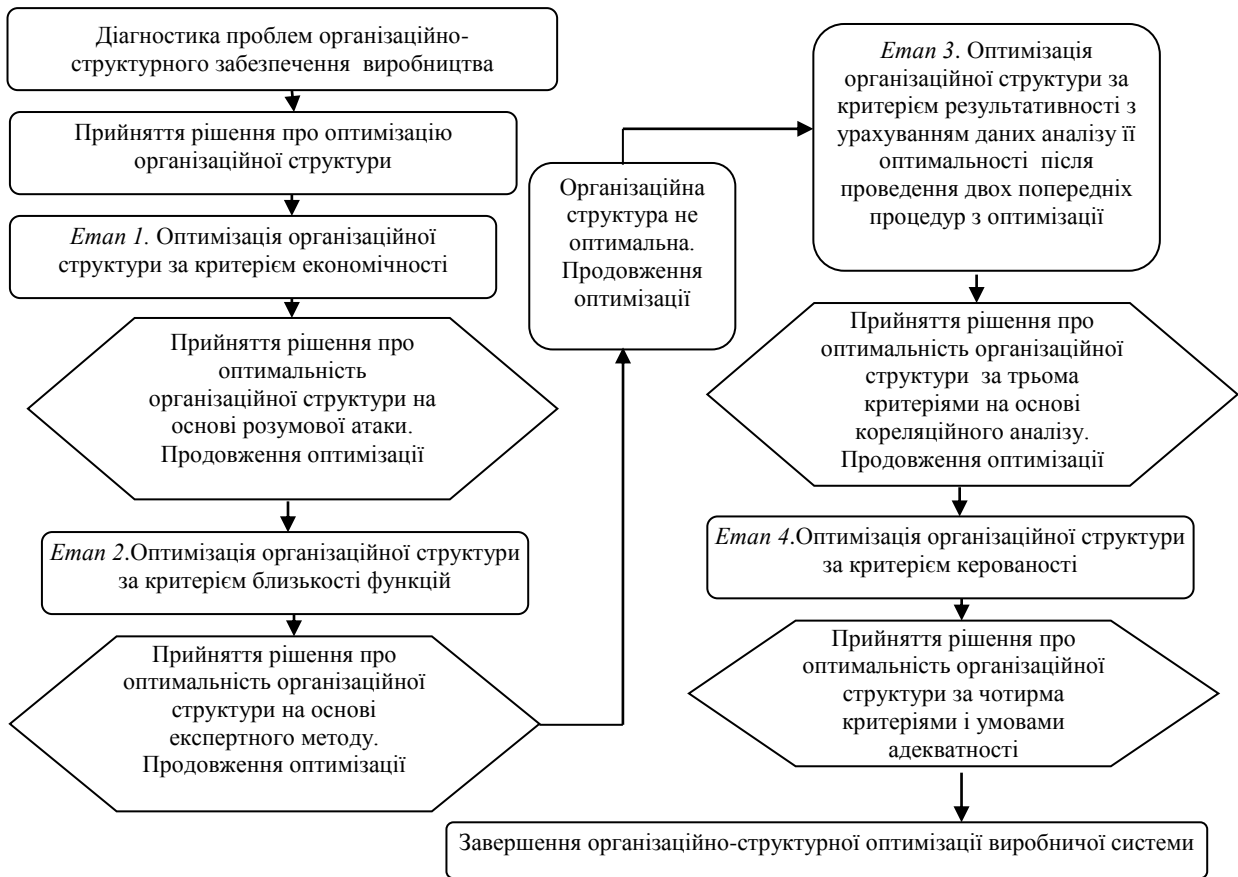 Діагностика проблем організаційно-
структурного забезпечення виробництва
Прийняття рішення про оптимізацію
організаційної структури
Етап 1. Оптимізація організаційної
структури за критерієм економічності
Прийняття рішення про
оптимальність
організаційної структури на
основі розумової атаки.
Продовження оптимізації
Етап 2.Оптимізація організаційної структури
за критерієм близькості функцій
Прийняття рішення про
оптимальність організаційної
структури на основі
експертного методу.
Продовження оптимізації
Організаційна
структура не
оптимальна.
Продовження
оптимізації
Етап 3. Оптимізація
організаційної структури за
критерієм результативності з
урахуванням даних аналізу її
оптимальності після
проведення двох попередніх
процедур з оптимізації
Прийняття рішення про
оптимальність організаційної
структури за трьома
критеріями на основі
кореляційного аналізу.
Продовження оптимізації
Етап 4.Оптимізація організаційної структури
за критерієм керованості
Прийняття рішення про
оптимальність організаційної
структури за чотирма
критеріями і умовами
адекватності
Завершення організаційно-структурної оптимізації виробничої системи